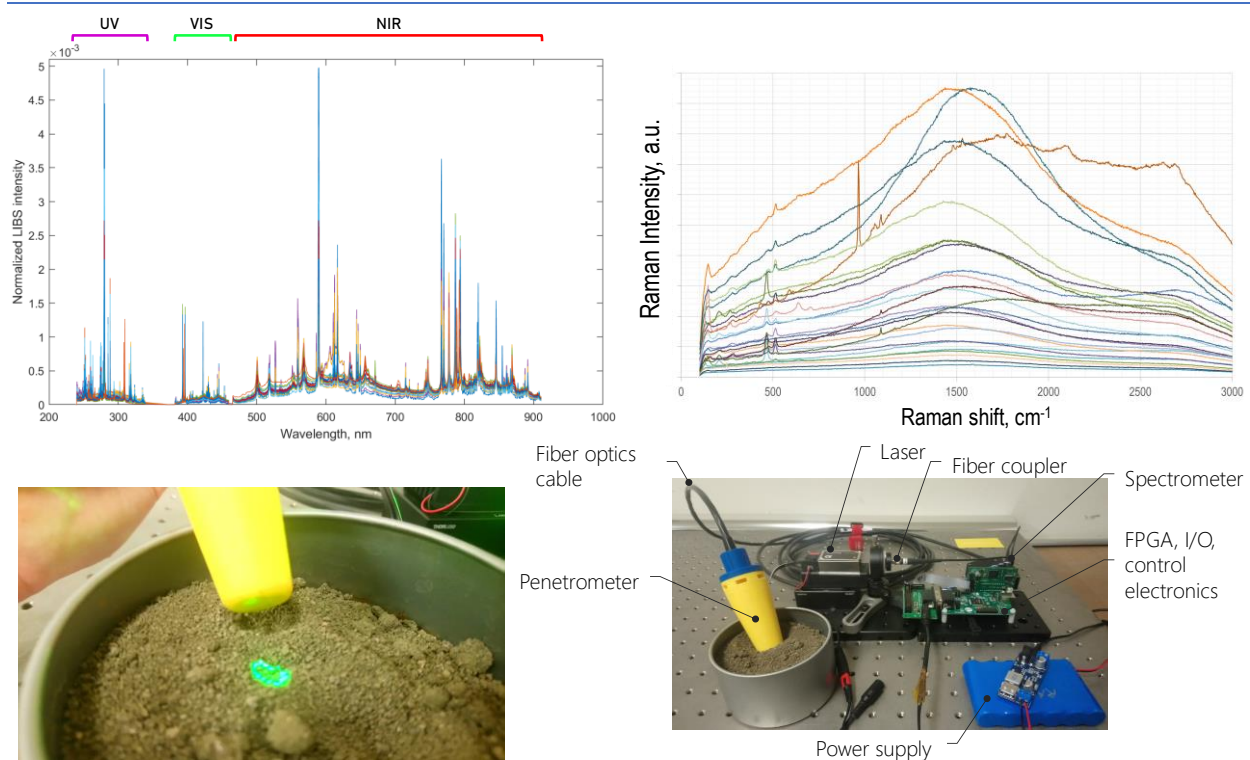 UV
VIS
NIR
×10⁻³
5
4.5
4
3.5
3
2.5
2
1.5
1
0.5
0
200
300
400
500
600
700
800
900
1000
Normalized LIBS intensity
Wavelength, nm
Raman Intensity, a.u.
0
500
1000
1500
2000
2500
3000
Raman shift, cm⁻¹
Fiber optics
cable
Laser
Fiber coupler
Spectrometer
FPGA, I/O,
control
electronics
Penetrometer
Power supply